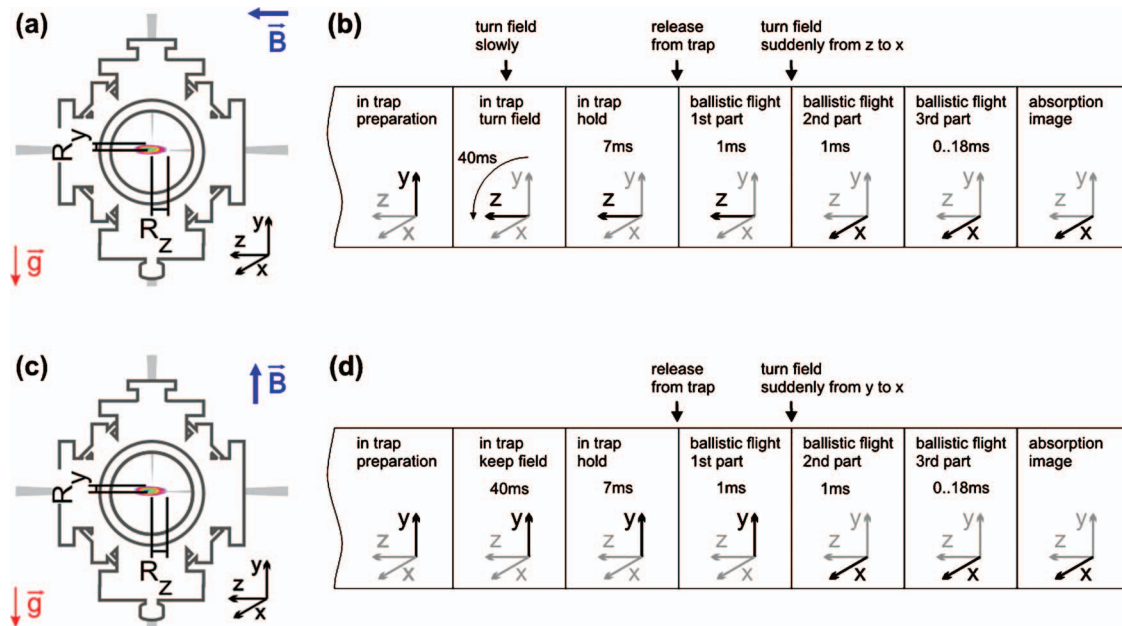 (a)
B
R
y
R
z
y
z
x
g
(b)
turn field
slowly
release
from trap
turn field
suddenly from z to x
in trap
preparation
in trap
turn field
in trap
hold
ballistic flight
1st part
ballistic flight
2nd part
ballistic flight
3rd part
absorption
image
40ms
7ms
1ms
1ms
0..18ms
y
z
x
y
z
x
y
z
x
y
z
x
y
z
x
y
z
x
y
z
x
(c)
B
R
y
R
z
y
z
x
g
(d)
release
from trap
turn field
suddenly from y to x
in trap
preparation
in trap
keep field
in trap
hold
ballistic flight
1st part
ballistic flight
2nd part
ballistic flight
3rd part
absorption
image
40ms
7ms
1ms
1ms
0..18ms
y
z
x
y
z
x
y
z
x
y
z
x
y
z
x
y
z
x
y
z
x